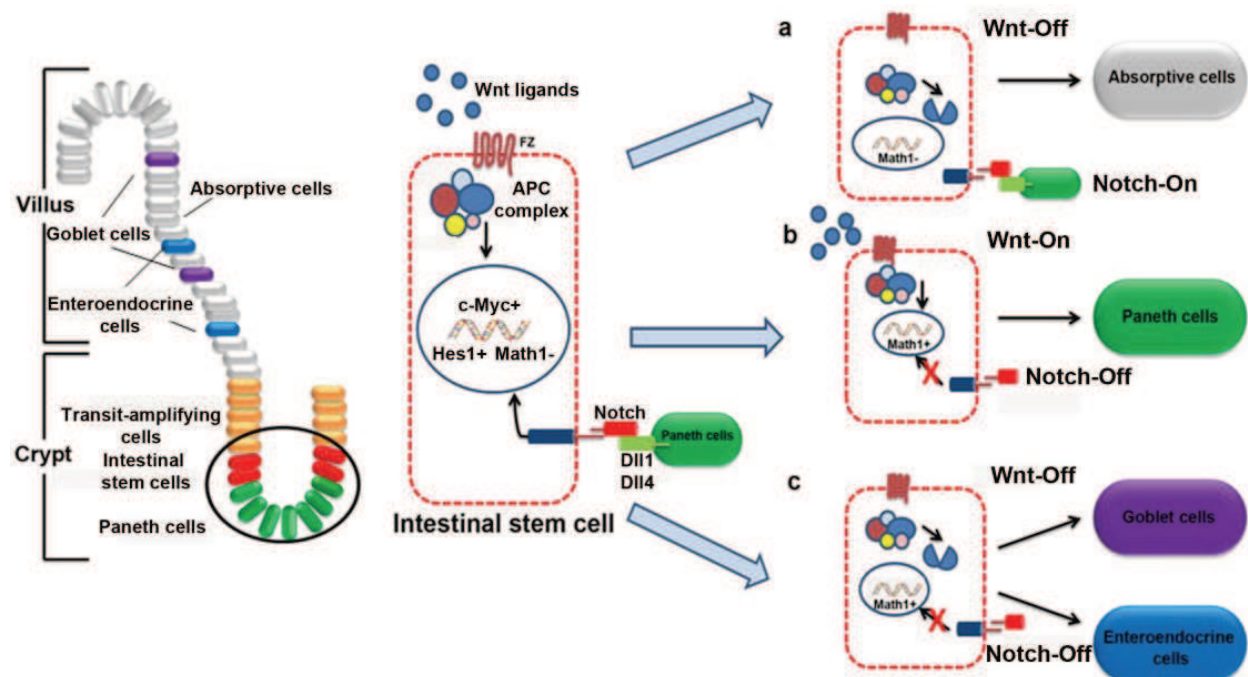 Villus
Absorptive cells
Goblet cells
Enteroendocrine
cells
Crypt
Transit-amplifying
cells
Intestinal
stem cells
Paneth cells
Wnt ligands
FZ
APC
complex
c-Myc+
Hes1+ Math1-
Notch
Paneth cells
Dll1
Dll4
Intestinal stem cell
a
Wnt-Off
Math1-
Absorptive cells
Notch-On
b
Wnt-On
Math1+
Paneth cells
Notch-Off
c
Wnt-Off
Math1+
Goblet cells
Notch-Off
Enteroendocrine
cells